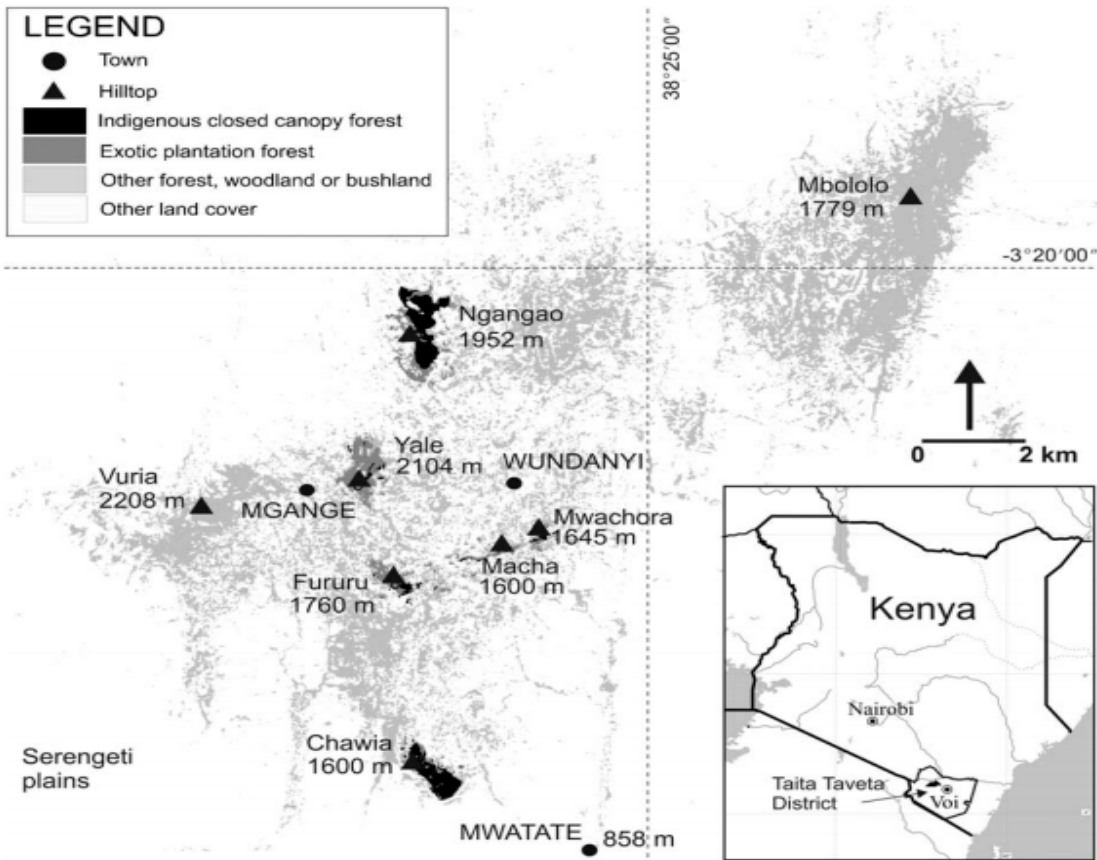 LEGEND
Town
Hilltop
Indigenous closed canopy forest
Exotic plantation forest
Other forest, woodland or bushland
Other land cover
38°25′00″
Mbololo
1779 m
-3°20′00″
Ngangao
1952 m
2 km
Yale
2104 m
WUNDANYI
Vuria
2208 m
MGANGE
Mwachora
1645 m
Macha
1600 m
Fururu
1760 m
Kenya
Nairobi
Chawia
1600 m
Serengeti
plains
Taita Taveta
District
Voi
MWATATE 858 m